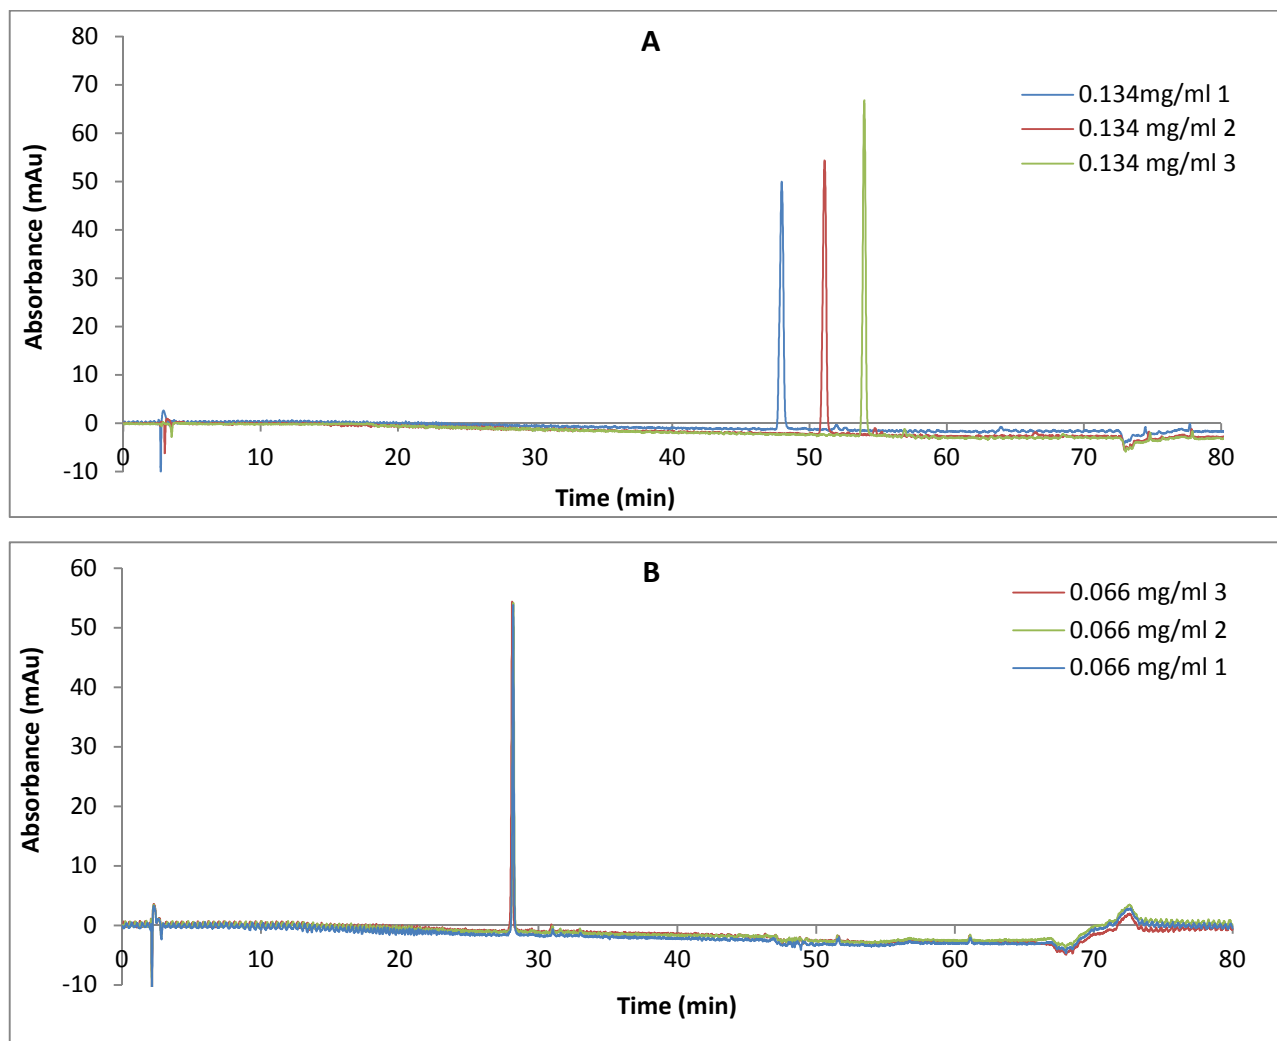 A
80
70
60
50
40
30
20
10
0
-10
Absorbance (mAu)
0.134mg/ml 1
0.134 mg/ml 2
0.134 mg/ml 3
0 10 20 30 40 50 60 70 80
Time (min)
B
60
50
40
30
20
10
0
-10
Absorbance (mAu)
0.066 mg/ml 3
0.066 mg/ml 2
0.066 mg/ml 1
0 10 20 30 40 50 60 70 80
Time (min)